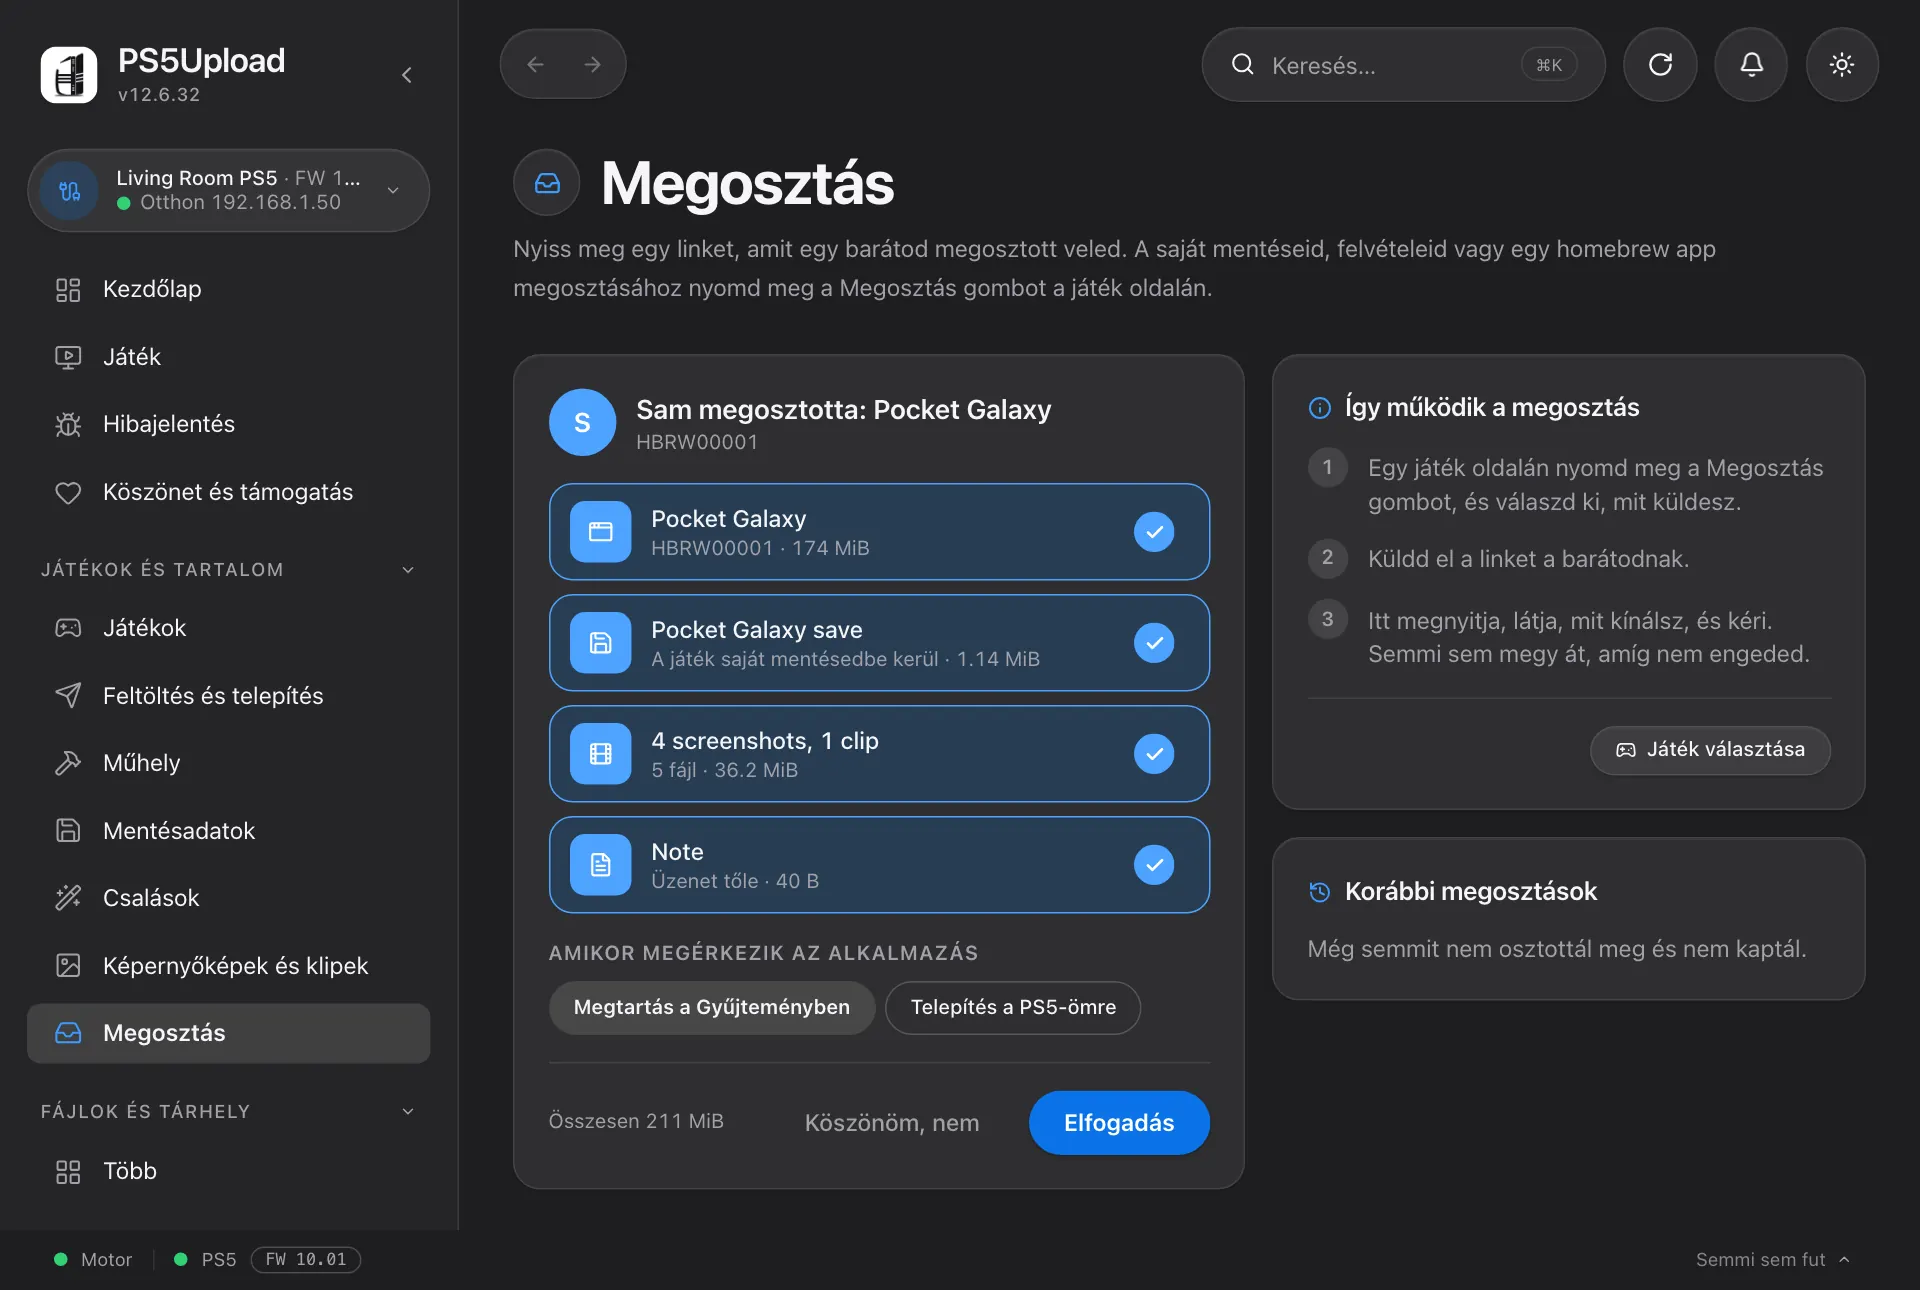 PS5Upload
v12.6.32
Living Room PS5 · FW 1...
Otthon 192.168.1.50
Kezdőlap
Játék
Hibajelentés
Köszönet és támogatás
JÁTÉKOK ÉS TARTALOM
Játékok
Feltöltés és telepítés
Műhely
Mentésadatok
Csalások
Képernyőképek és klipek
Megosztás
FÁJLOK ÉS TÁRHELY
Több
Keresés...
⌘K
Megosztás
Nyiss meg egy linket, amit egy barátod megosztott veled. A saját mentéseid, felvételeid vagy egy homebrew app
megosztásához nyomd meg a Megosztás gombot a játék oldalán.
S
Sam megosztotta: Pocket Galaxy
HBRW00001
Pocket Galaxy
HBRW00001 · 174 MiB
Pocket Galaxy save
A játék saját mentésedbe kerül · 1.14 MiB
4 screenshots, 1 clip
5 fájl · 36.2 MiB
Note
Üzenet tőle · 40 B
AMIKOR MEGÉRKEZIK AZ ALKALMAZÁS
Megtartás a Gyűjteményben
Telepítés a PS5-ömre
Összesen 211 MiB
Köszönöm, nem
Elfogadás
Így működik a megosztás
1
Egy játék oldalán nyomd meg a Megosztás
gombot, és válaszd ki, mit küldesz.
2
Küldd el a linket a barátodnak.
3
Itt megnyitja, látja, mit kínálsz, és kéri.
Semmi sem megy át, amíg nem engeded.
Játék választása
Korábbi megosztások
Még semmit nem osztottál meg és nem kaptál.
Motor
PS5
FW 10.01
Semmi sem fut